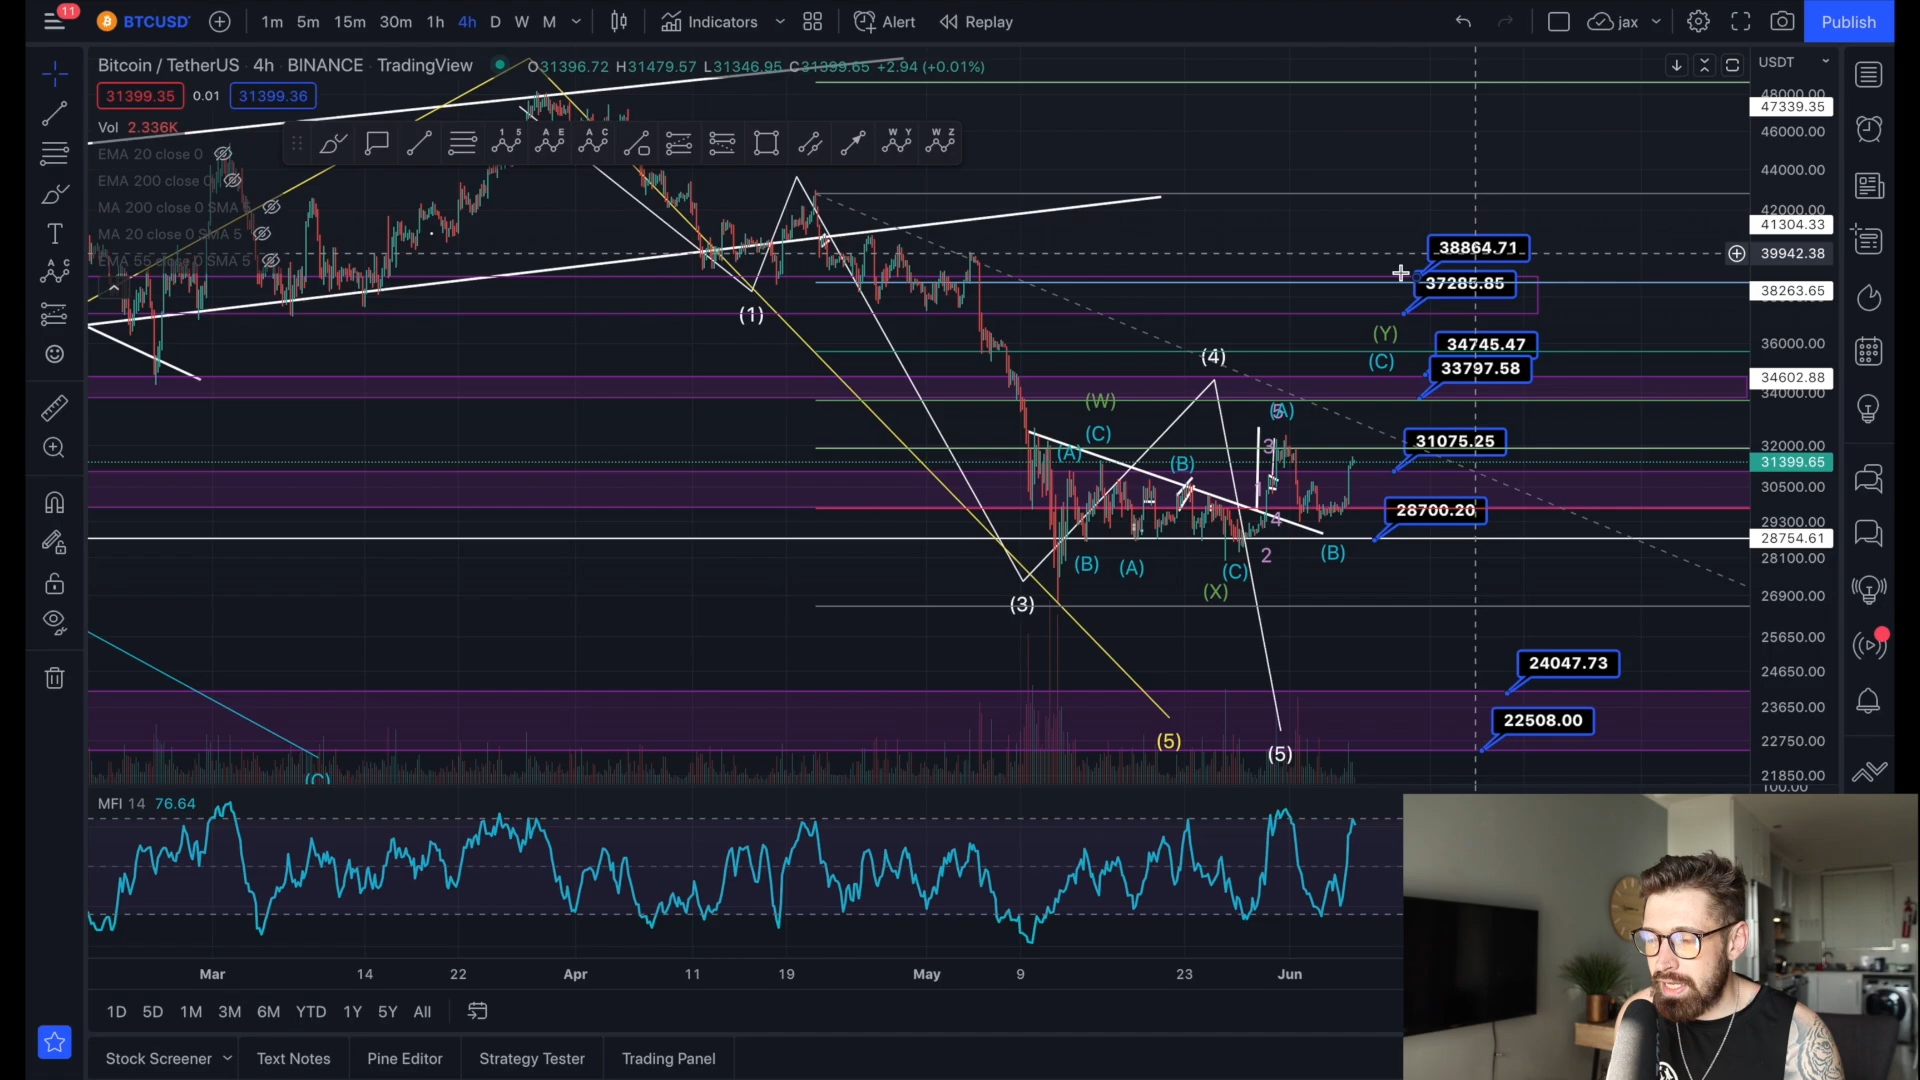 11
BTCUSD
1m 5m 15m 30m 1h 4h D W M
Indicators
Alert
Replay
jax
Publish
Bitcoin / TetherUS 4h BINANCE TradingView
O31396.72 H31479.57 L31346.95 C31399.65 +2.94 (+0.01%)
USDT
31399.35 0.01 31399.36
Vol 2.336K
EMA 20 close 0
EMA 200 close 0
MA 200 close 0 SMA 5
MA 20 close 0 SMA 5
EMA 55 close 0 SMA 5
1 5
A E
A C
W Y
W Z
48000.00
47339.35
46000.00
44000.00
42000.00
41304.33
39942.38
38263.65
36000.00
34602.88
34000.00
32000.00
31399.65
30500.00
29300.00
28754.61
28100.00
26900.00
25650.00
24650.00
23650.00
22750.00
21850.00
100.00
38864.71
37285.85
34745.47
33797.58
31075.25
28700.20
24047.73
22508.00
(1)
(3)
(4)
(5)
(5)
(W)
(C)
(A)
(B)
(B)
(A)
(C)
(X)
(A)
5
3
4
2
(B)
(Y)
(C)
(C)
MFI 14 76.64
Mar 14 22 Apr 11 19 May 9 23 Jun
1D 5D 1M 3M 6M YTD 1Y 5Y All
Stock Screener Text Notes Pine Editor Strategy Tester Trading Panel